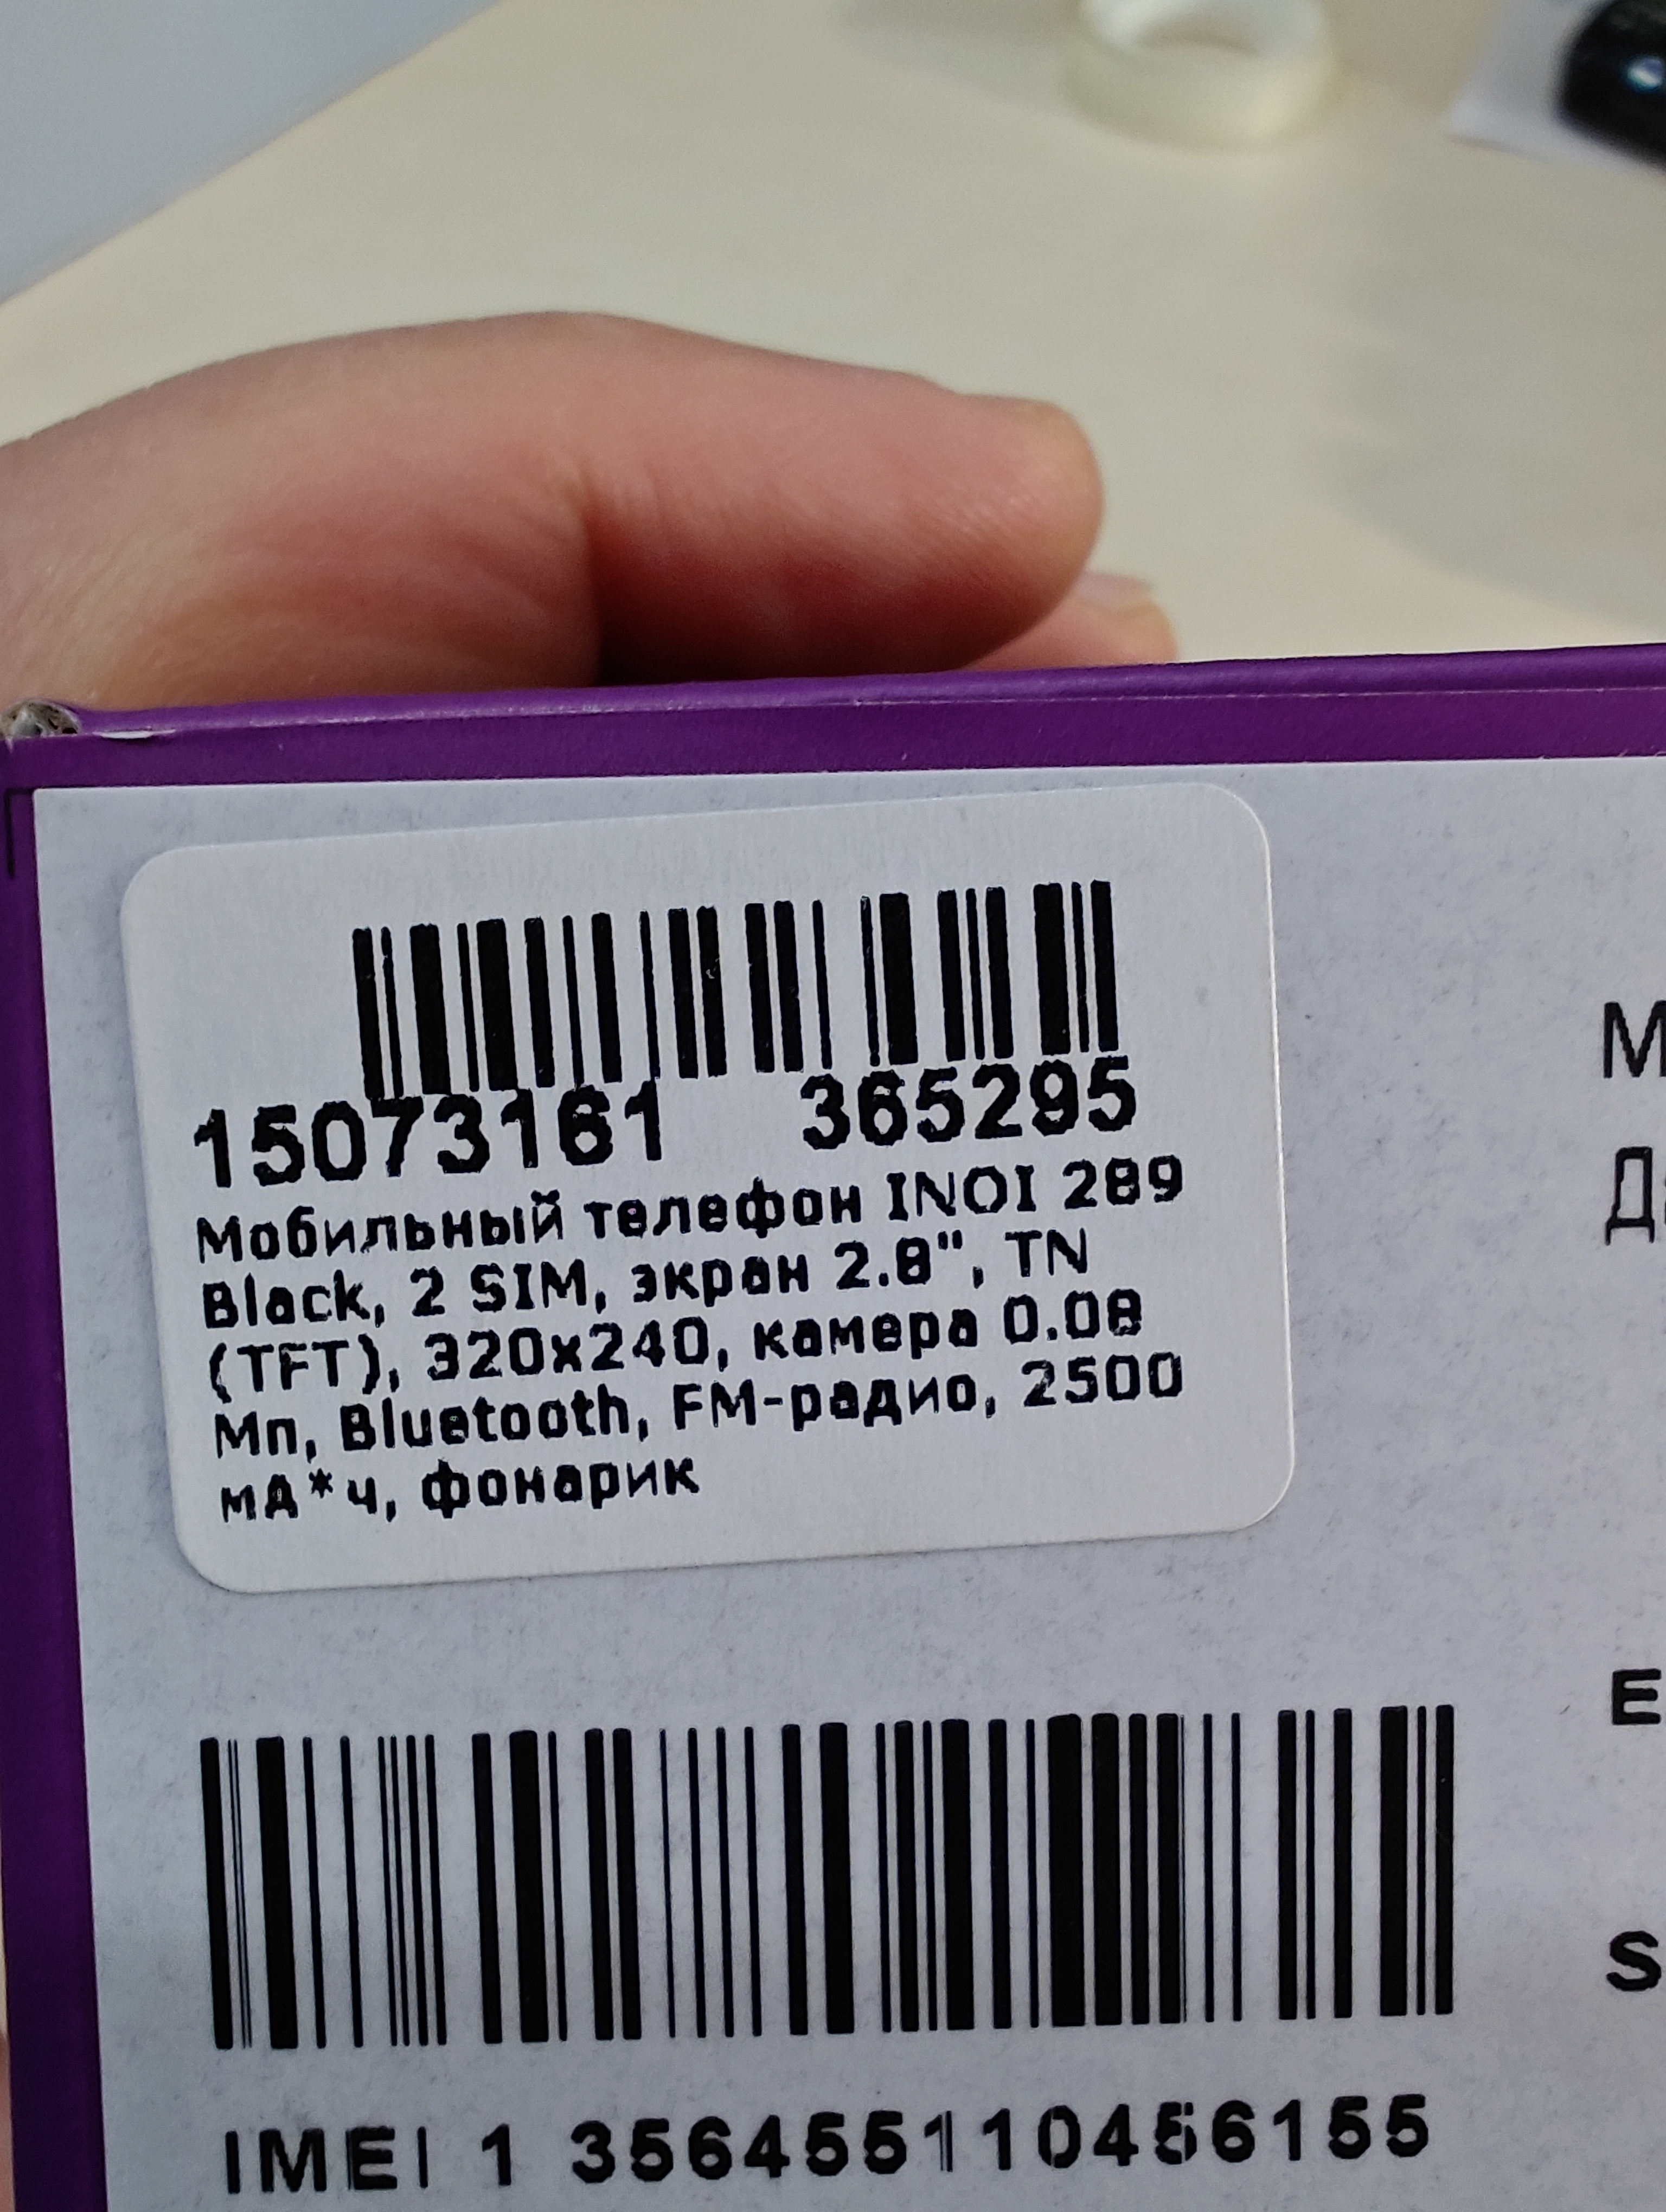 15073161 365295
Мобильный телефон INOI 289
Black, 2 SIM, экран 2.8", TN
(TFT), 320x240, камера 0.08
Мп, Bluetooth, FM-радио, 2500
мА*ч, фонарик
IMEI 1 356455110456155
М
Д
E
S